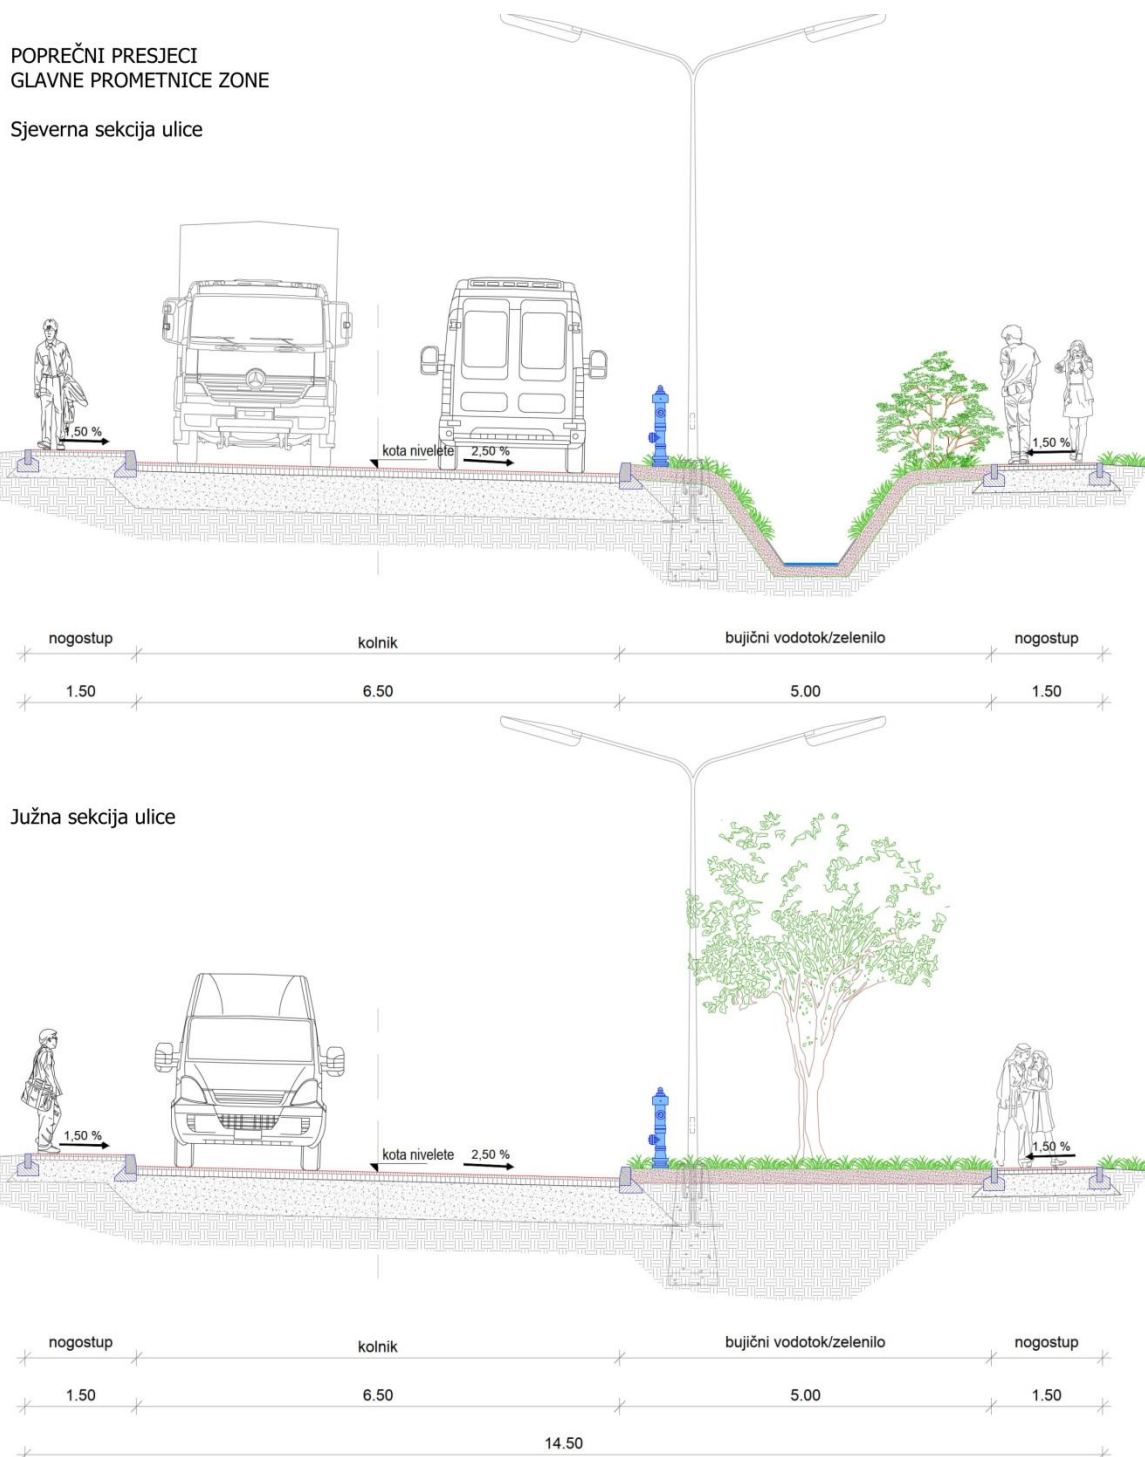 POPREČNI PRESJECI
GLAVNE PROMETNICE ZONE
Sjeverna sekcija ulice
1,50 %
kota nivelete
2,50 %
1,50 %
nogostup
kolnik
bujični vodotok/zelenilo
nogostup
1.50
6.50
5.00
1.50
Južna sekcija ulice
1,50 %
kota nivelete
2,50 %
1,50 %
nogostup
kolnik
bujični vodotok/zelenilo
nogostup
1.50
6.50
5.00
1.50
14.50